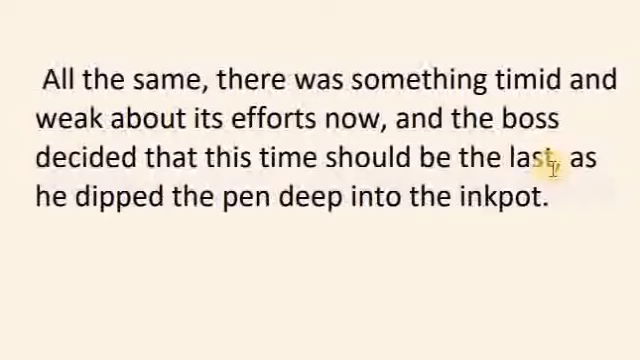 All the same, there was something timid and
weak about its efforts now, and the boss
decided that this time should be the last, as
he dipped the pen deep into the inkpot.